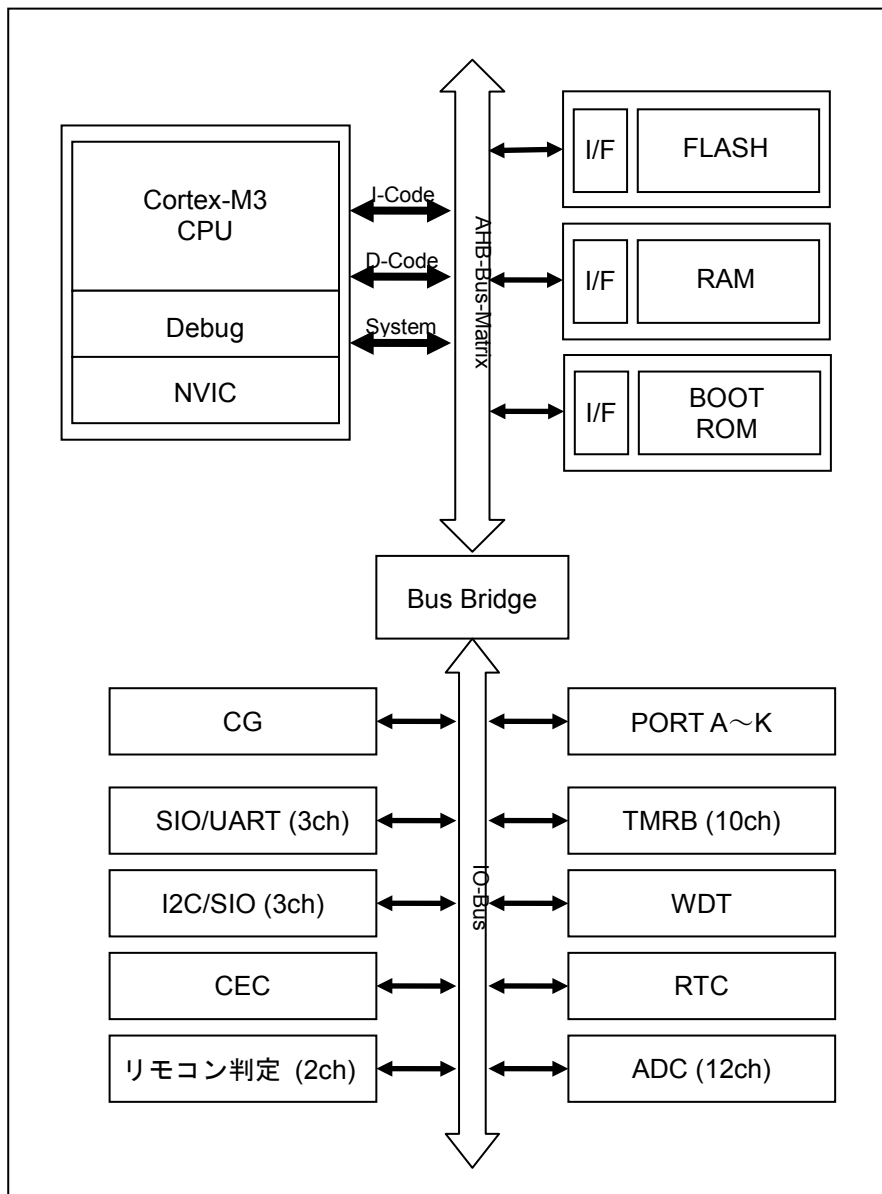 Cortex-M3
CPU
Debug
NVIC
I-Code
D-Code
System
AHB-Bus-Matrix
I/F
FLASH
I/F
RAM
I/F
BOOT
ROM
Bus Bridge
CG
PORT A～K
SIO/UART (3ch)
TMRB (10ch)
I2C/SIO (3ch)
IO-Bus
WDT
CEC
RTC
リモコン判定 (2ch)
ADC (12ch)